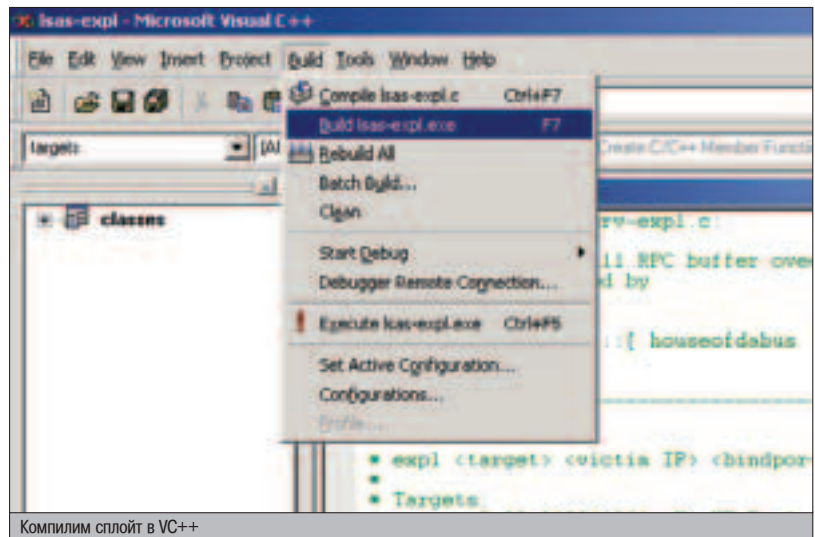 lsas-expl - Microsoft Visual C++
File Edit View Insert Project Build Tools Window Help
Compile lsas-expl.c Ctrl+F7
Build lsas-expl.exe F7
targets
Create C/C++ Member Functi
Rebuild All
Batch Build...
Clean
classes
rv-expl.c:
Start Debug
ll RPC buffer ove
Debugger Remote Connection...
d by
Execute lsas-expl.exe Ctrl+F5
::[ houseofdabus
Set Active Configuration...
Configurations...
Profile...
* expl <target> <victim IP> <bindpor
*
* Targets
Компилим сплойт в VC++